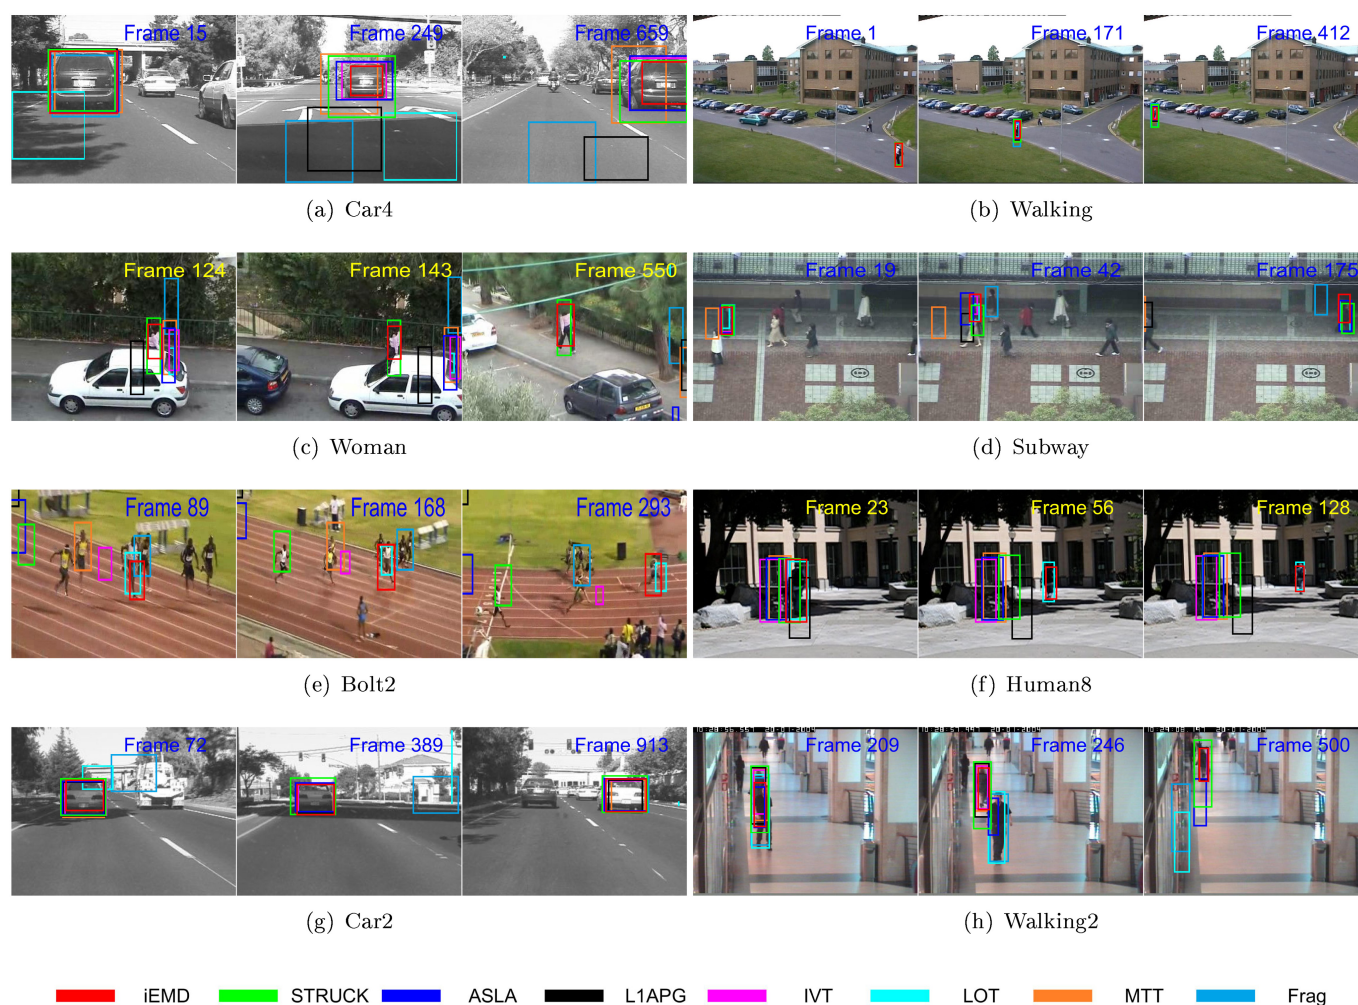 Frame 15
Frame 249
Frame 659
Frame 1
Frame 171
Frame 412
(a) Car4
(b) Walking
Frame 124
Frame 143
Frame 550
Frame 19
Frame 42
Frame 175
(c) Woman
(d) Subway
Frame 89
Frame 168
Frame 293
Frame 23
Frame 56
Frame 128
(e) Bolt2
(f) Human8
Frame 72
Frame 389
Frame 913
Frame 209
Frame 246
Frame 500
(g) Car2
(h) Walking2
iEMD STRUCK ASLA L1APG IVT LOT MTT Frag